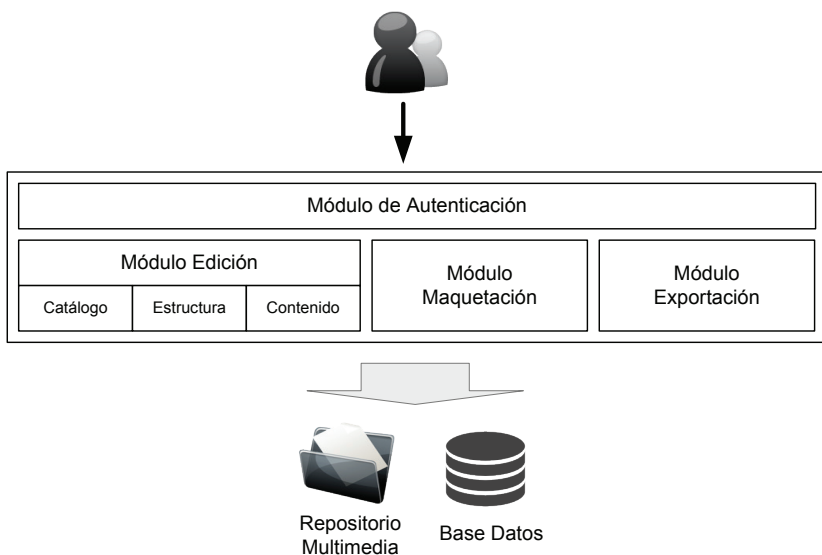 Módulo de Autenticación
Módulo Edición
Catálogo
Estructura
Contenido
Módulo
Maquetación
Módulo
Exportación
Repositorio
Multimedia
Base Datos